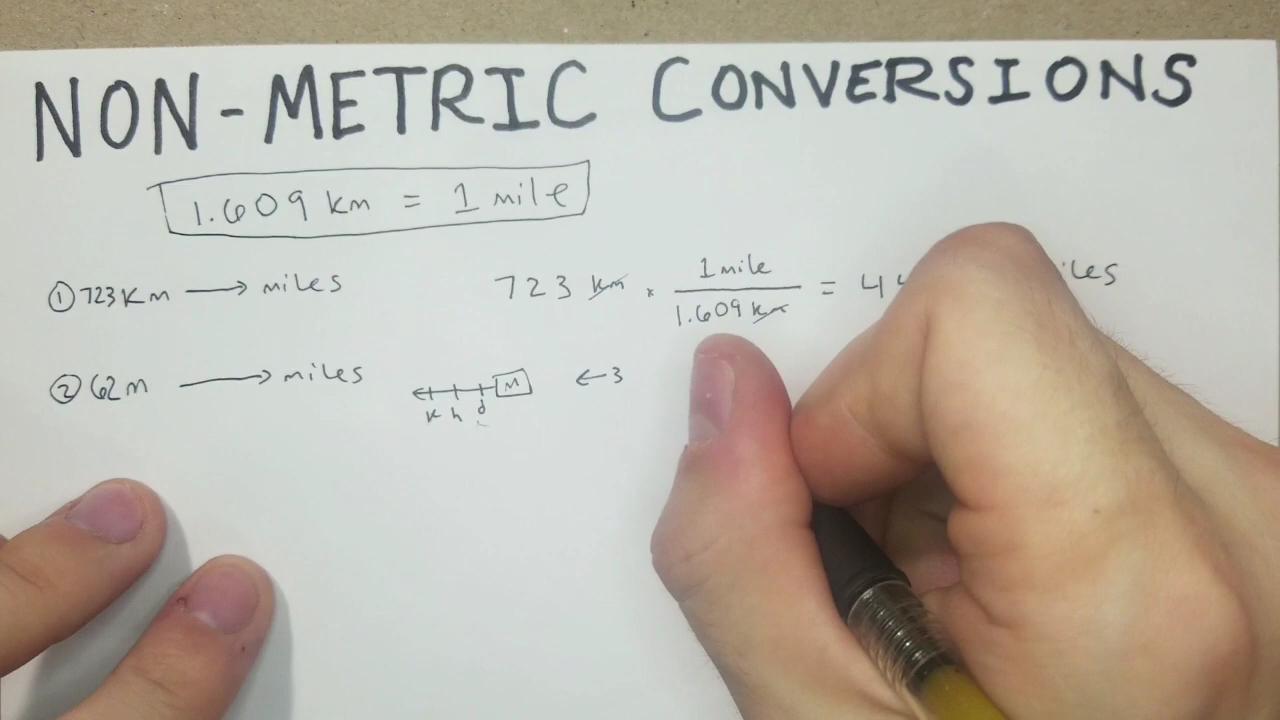 NON-METRIC CONVERSIONS
1.609 km = 1 mile
① 723 Km → miles
723 km · 1 mile / 1.609 km = 44
② 62 m → miles
M ← 3
K h d